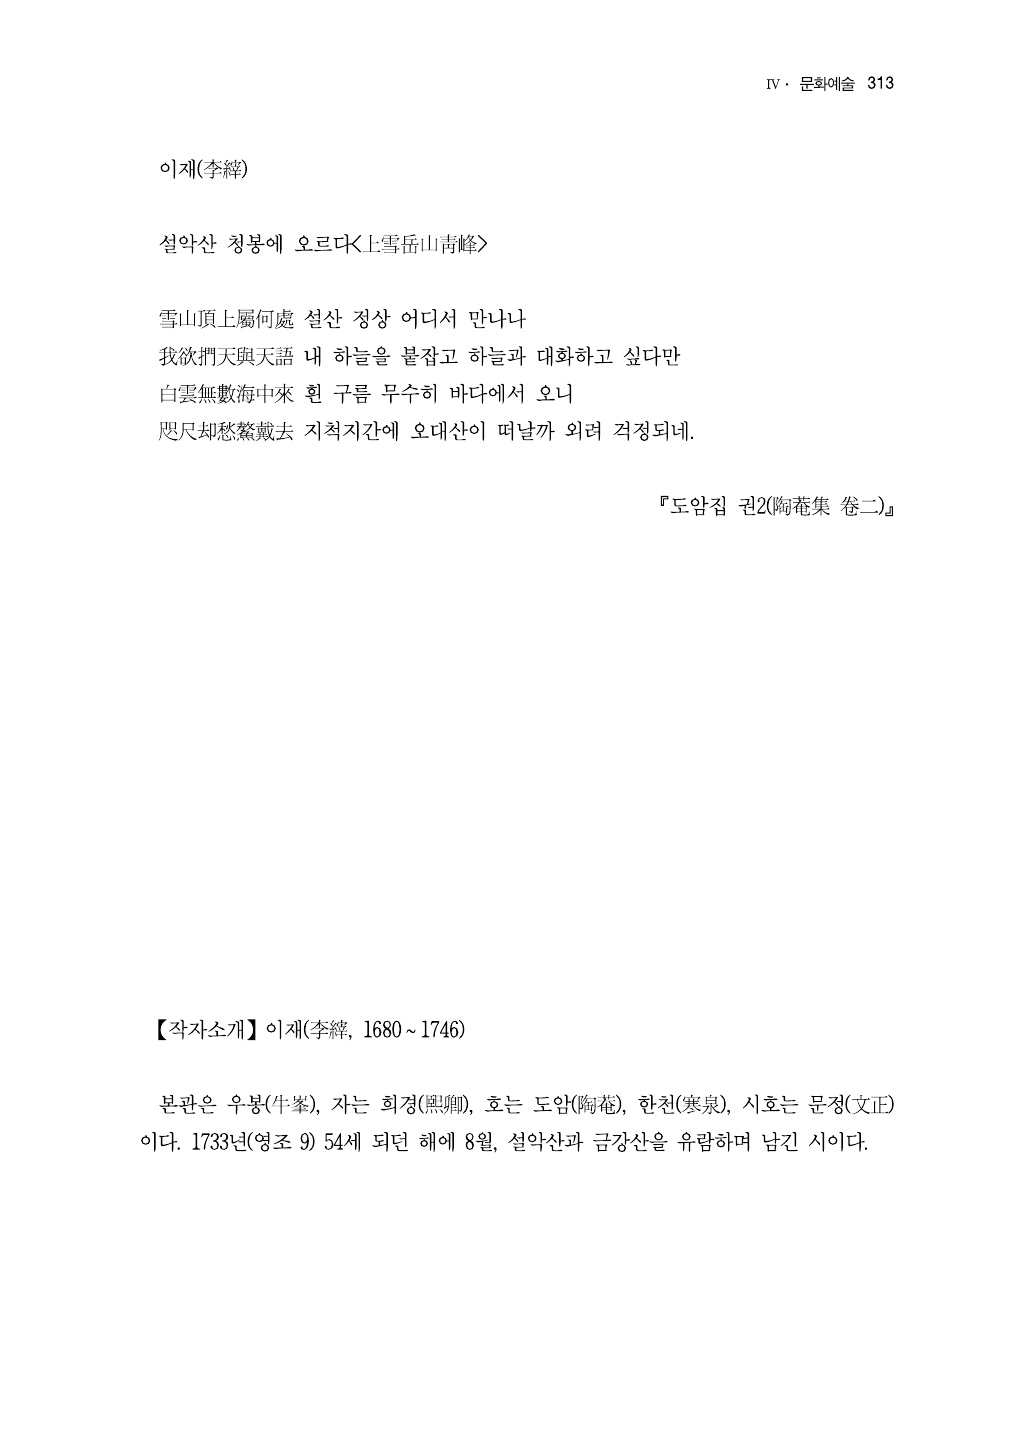 Ⅳ · 문화예술 313
이재(李縡)
설악산 청봉에 오르다<上雪岳山靑峰>
雪山頂上屬何處 설산 정상 어디서 만나나
我欲捫天與天語 내 하늘을 붙잡고 하늘과 대화하고 싶다만
白雲無數海中來 흰 구름 무수히 바다에서 오니
咫尺却愁鰲戴去 지척지간에 오대산이 떠날까 외려 걱정되네.
『도암집 권2(陶菴集 卷二)』
【작자소개】 이재(李縡, 1680～1746)
본관은 우봉(牛峯), 자는 희경(熙卿), 호는 도암(陶菴), 한천(寒泉), 시호는 문정(文正)
이다. 1733년(영조 9) 54세 되던 해에 8월, 설악산과 금강산을 유람하며 남긴 시이다.